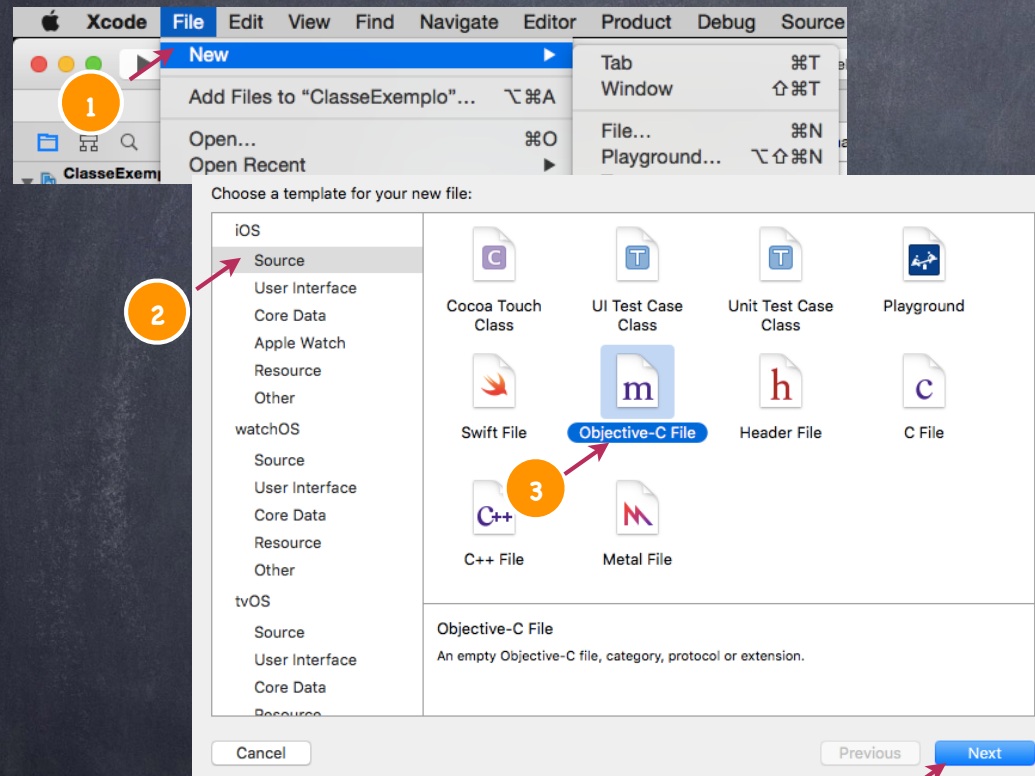 Xcode File Edit View Find Navigate Editor Product Debug Source
New
Tab ⌘T
Window ⇧⌘T
1
Add Files to “ClasseExemplo”... ⌥⌘A
File... ⌘N
Open... ⌘O
Playground... ⌥⇧⌘N
Open Recent
ClasseExemp
Choose a template for your new file:
iOS
Source
User Interface
Core Data
Apple Watch
Resource
Other
watchOS
Source
User Interface
Core Data
Resource
Other
tvOS
Source
User Interface
Core Data
Resource
2
C
T
T
Cocoa Touch
Class
UI Test Case
Class
Unit Test Case
Class
Playground
m
h
c
Swift File
Objective-C File
Header File
C File
3
C++
C++ File
Metal File
Objective-C File
An empty Objective-C file, category, protocol or extension.
Cancel
Previous
Next